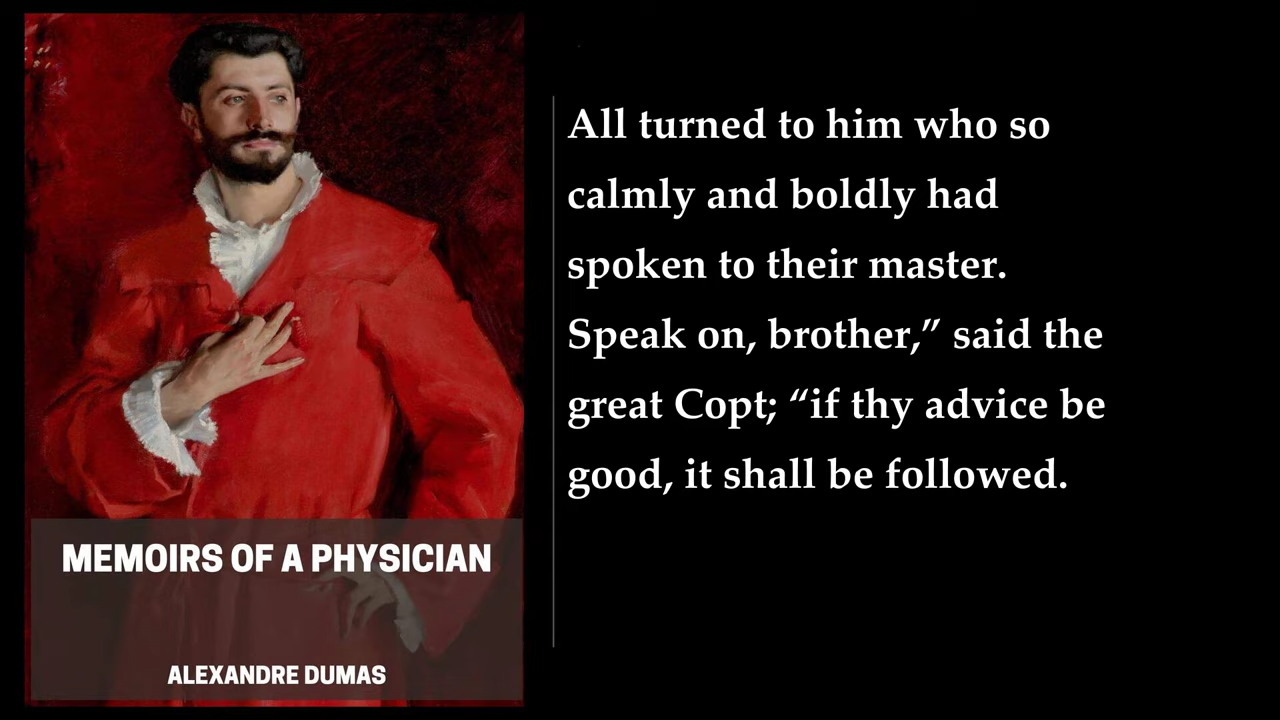 MEMOIRS OF A PHYSICIAN
ALEXANDRE DUMAS
All turned to him who so
calmly and boldly had
spoken to their master.
Speak on, brother,” said the
great Copt; “if thy advice be
good, it shall be followed.